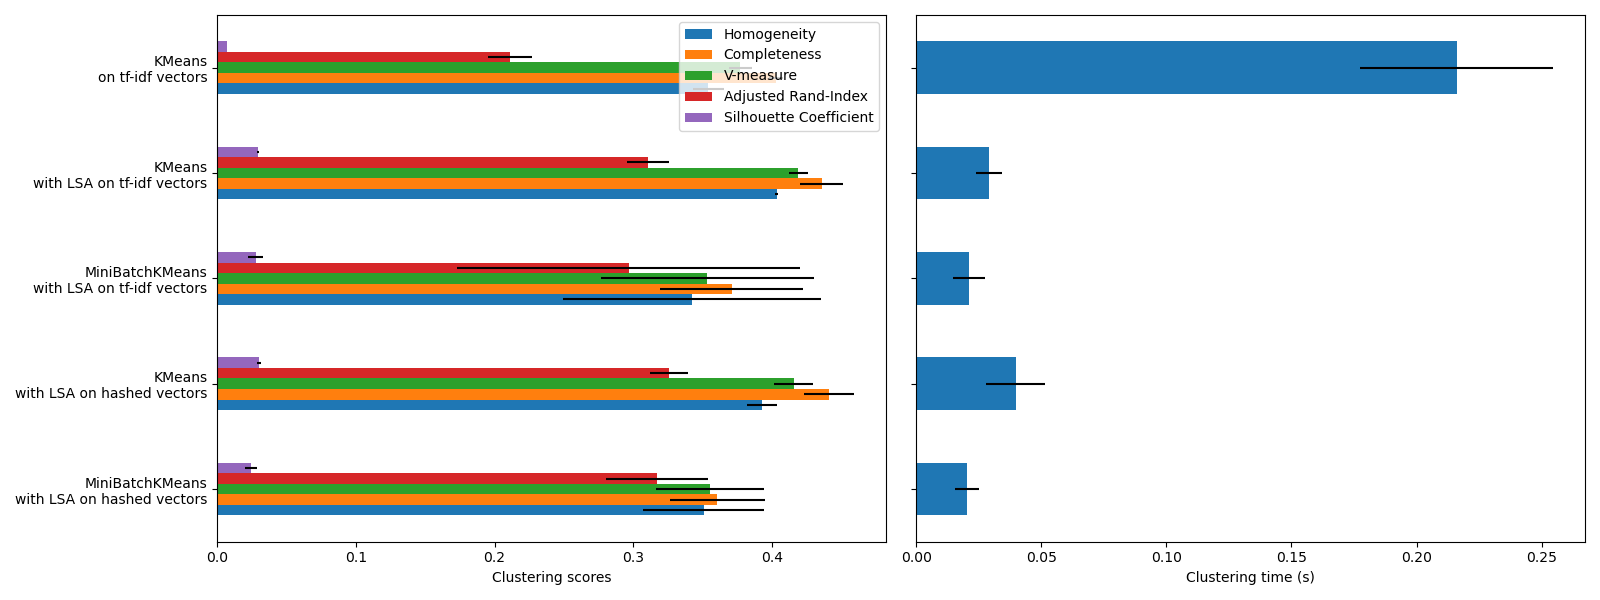 KMeans
on tf-idf vectors
KMeans
with LSA on tf-idf vectors
MiniBatchKMeans
with LSA on tf-idf vectors
KMeans
with LSA on hashed vectors
MiniBatchKMeans
with LSA on hashed vectors
Homogeneity
Completeness
V-measure
Adjusted Rand-Index
Silhouette Coefficient
0.0 0.1 0.2 0.3 0.4
Clustering scores
0.00 0.05 0.10 0.15 0.20 0.25
Clustering time (s)